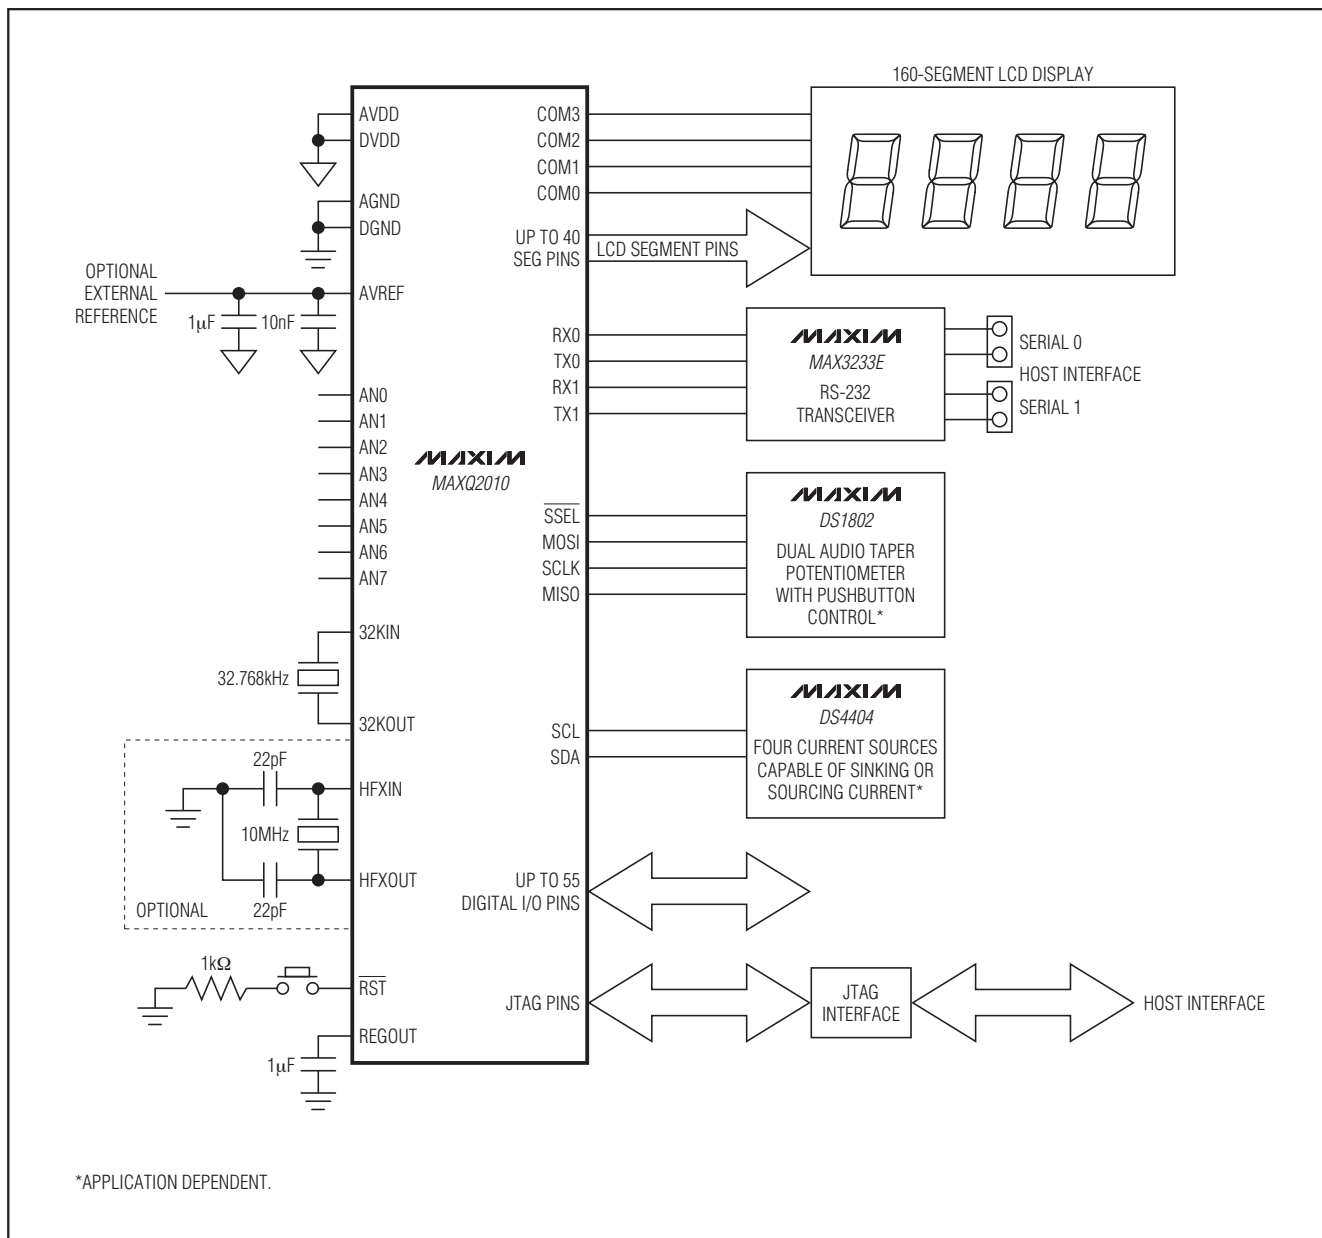 160-SEGMENT LCD DISPLAY
AVDD
DVDD
AGND
DGND
OPTIONAL
EXTERNAL
REFERENCE
AVREF
1μF
10nF
AN0
AN1
AN2
AN3
AN4
AN5
AN6
AN7
32KIN
32.768kHz
32KOUT
22pF
HFXIN
10MHz
HFXOUT
22pF
OPTIONAL
1kΩ
RST
REGOUT
1μF
MAXIM
MAXQ2010
COM3
COM2
COM1
COM0
UP TO 40
SEG PINS
LCD SEGMENT PINS
RX0
TX0
RX1
TX1
MAXIM
MAX3233E
RS-232
TRANSCEIVER
SERIAL 0
HOST INTERFACE
SERIAL 1
SSEL
MOSI
SCLK
MISO
MAXIM
DS1802
DUAL AUDIO TAPER
POTENTIOMETER
WITH PUSHBUTTON
CONTROL*
SCL
SDA
MAXIM
DS4404
FOUR CURRENT SOURCES
CAPABLE OF SINKING OR
SOURCING CURRENT*
UP TO 55
DIGITAL I/O PINS
JTAG PINS
JTAG
INTERFACE
HOST INTERFACE
*APPLICATION DEPENDENT.